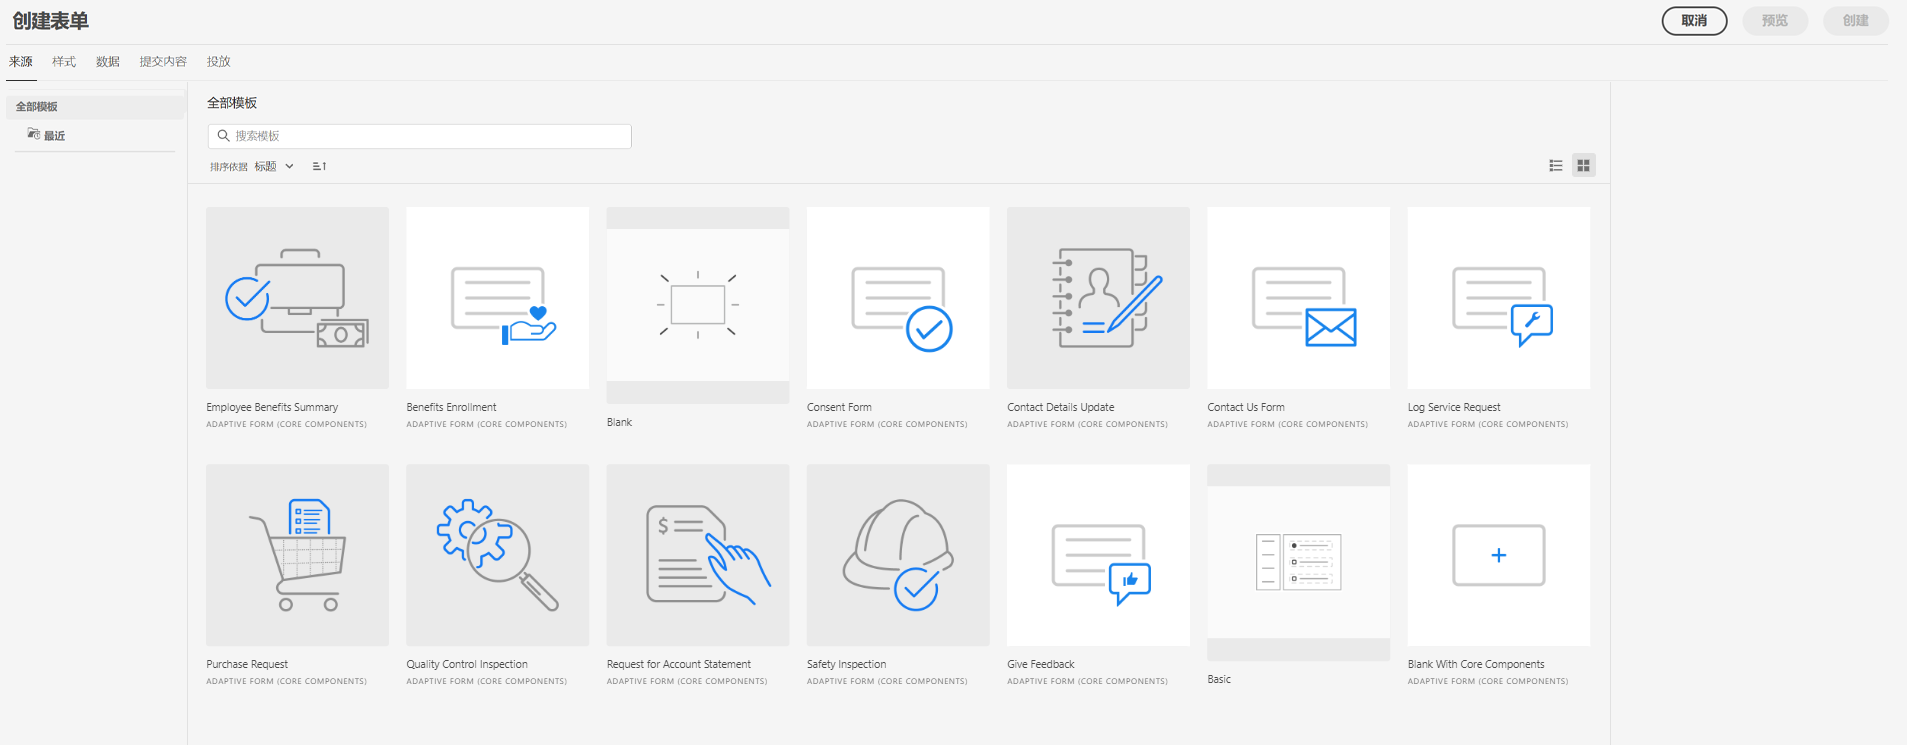 创建表单
取消 预览 创建
来源 样式 数据 提交内容 投放
全部模板
最近
全部模板
搜索模板
排序依据 标题
Employee Benefits Summary
ADAPTIVE FORM (CORE COMPONENTS)
Benefits Enrollment
ADAPTIVE FORM (CORE COMPONENTS)
Blank
Consent Form
ADAPTIVE FORM (CORE COMPONENTS)
Contact Details Update
ADAPTIVE FORM (CORE COMPONENTS)
Contact Us Form
ADAPTIVE FORM (CORE COMPONENTS)
Log Service Request
ADAPTIVE FORM (CORE COMPONENTS)
$
Purchase Request
ADAPTIVE FORM (CORE COMPONENTS)
Quality Control Inspection
ADAPTIVE FORM (CORE COMPONENTS)
Request for Account Statement
ADAPTIVE FORM (CORE COMPONENTS)
Safety Inspection
ADAPTIVE FORM (CORE COMPONENTS)
Give Feedback
ADAPTIVE FORM (CORE COMPONENTS)
Basic
Blank With Core Components
ADAPTIVE FORM (CORE COMPONENTS)